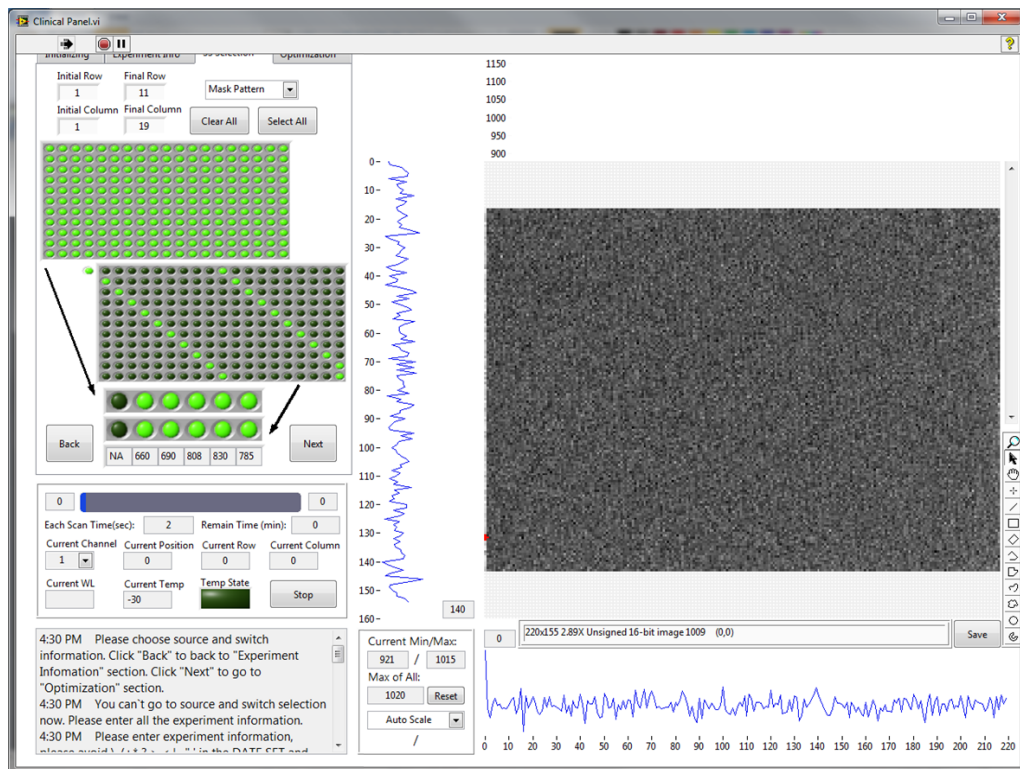 Clinical Panel.vi
Initializing Experiment Info SS Selection Optimization
Initial Row Final Row
1 11
Mask Pattern
Initial Column Final Column
1 19
Clear All Select All
Back Next
NA 660 690 808 830 785
0 0
Each Scan Time(sec): 2 Remain Time (min): 0
Current Channel Current Position Current Row Current Column
1 0 0 0
Current WL Current Temp Temp State
-30
Stop
4:30 PM Please choose source and switch
information. Click "Back" to back to "Experiment
Infomation" section. Click "Next" to go to
"Optimization" section.
4:30 PM You can`t go to source and switch selection
now. Please enter all the experiment information.
4:30 PM Please enter experiment information,
1150
1100
1050
1000
950
900
0
10
20
30
40
50
60
70
80
90
100
110
120
130
140
150
160
140
Current Min/Max:
921 / 1015
Max of All:
1020 Reset
Auto Scale
/
0
220x155 2.89X Unsigned 16-bit image 1009 (0,0)
Save
0 10 20 30 40 50 60 70 80 90 100 110 120 130 140 150 160 170 180 190 200 210 220